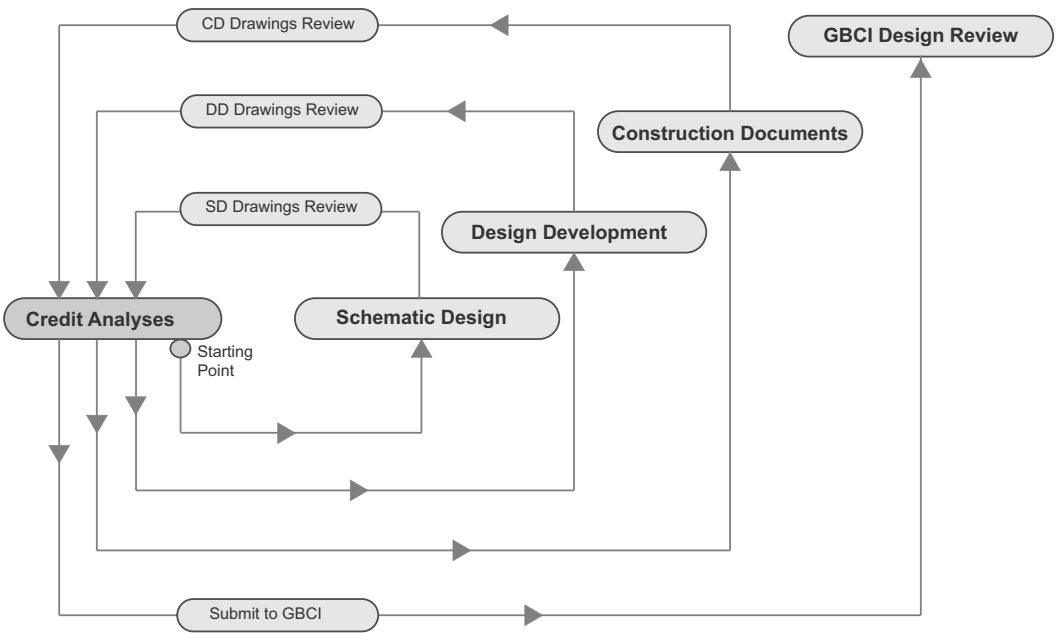 CD Drawings Review
GBCI Design Review
DD Drawings Review
Construction Documents
SD Drawings Review
Design Development
Credit Analyses
Schematic Design
Starting
Point
Submit to GBCI